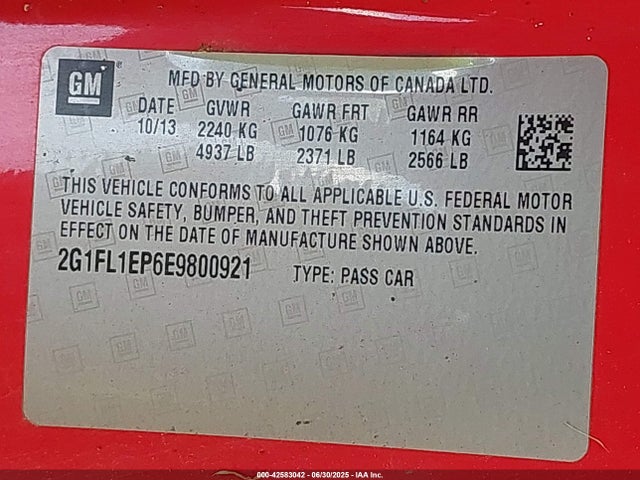 GM
MFD BY GENERAL MOTORS OF CANADA LTD.
DATE GVWR GAWR FRT GAWR RR
10/13 2240 KG 1076 KG 1164 KG
4937 LB 2371 LB 2566 LB
THIS VEHICLE CONFORMS TO ALL APPLICABLE U.S. FEDERAL MOTOR
VEHICLE SAFETY, BUMPER, AND THEFT PREVENTION STANDARDS IN
EFFECT ON THE DATE OF MANUFACTURE SHOWN ABOVE.
2G1FL1EP6E9800921 TYPE: PASS CAR
000-42583042 - 06/30/2025 - IAA Inc.